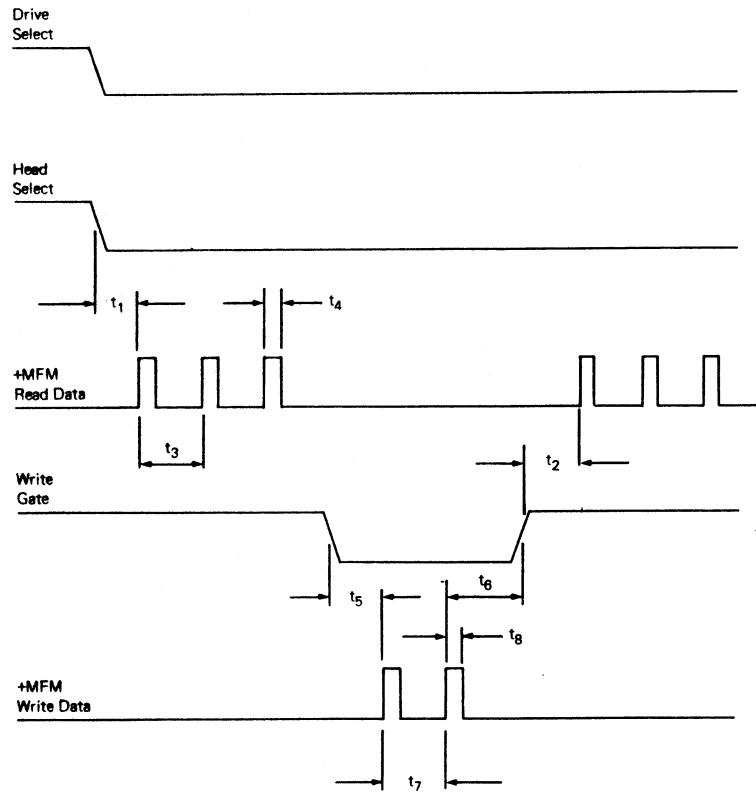 Drive
Select
Head
Select
t1
t4
+MFM
Read Data
t3
t2
Write
Gate
t5
t6
t8
+MFM
Write Data
t7